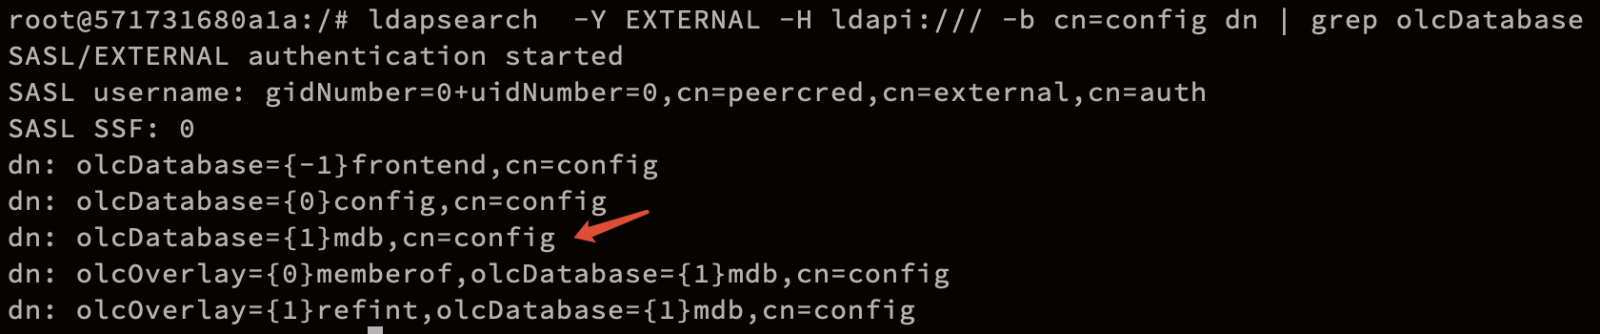 root@571731680a1a:/# ldapsearch  -Y EXTERNAL -H ldapi:/// -b cn=config dn | grep olcDatabase
SASL/EXTERNAL authentication started
SASL username: gidNumber=0+uidNumber=0,cn=peercred,cn=external,cn=auth
SASL SSF: 0
dn: olcDatabase={-1}frontend,cn=config
dn: olcDatabase={0}config,cn=config
dn: olcDatabase={1}mdb,cn=config
dn: olcOverlay={0}memberof,olcDatabase={1}mdb,cn=config
dn: olcOverlay={1}refint,olcDatabase={1}mdb,cn=config